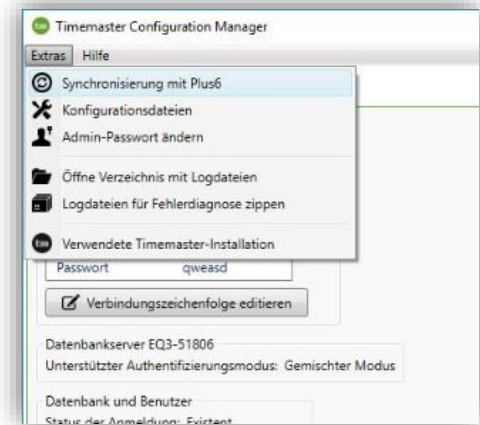 Timemaster Configuration Manager
Extras Hilfe
Synchronisierung mit Plus6
Konfigurationsdateien
Admin-Passwort ändern
Öffne Verzeichnis mit Logdateien
Logdateien für Fehlerdiagnose zippen
Verwendete Timemaster-Installation
Passwort qweasd
Verbindungszeichenfolge editieren
Datenbankserver EQ3-51806
Unterstützter Authentifizierungsmodus: Gemischter Modus
Datenbank und Benutzer
Status der Anmeldung: Existent